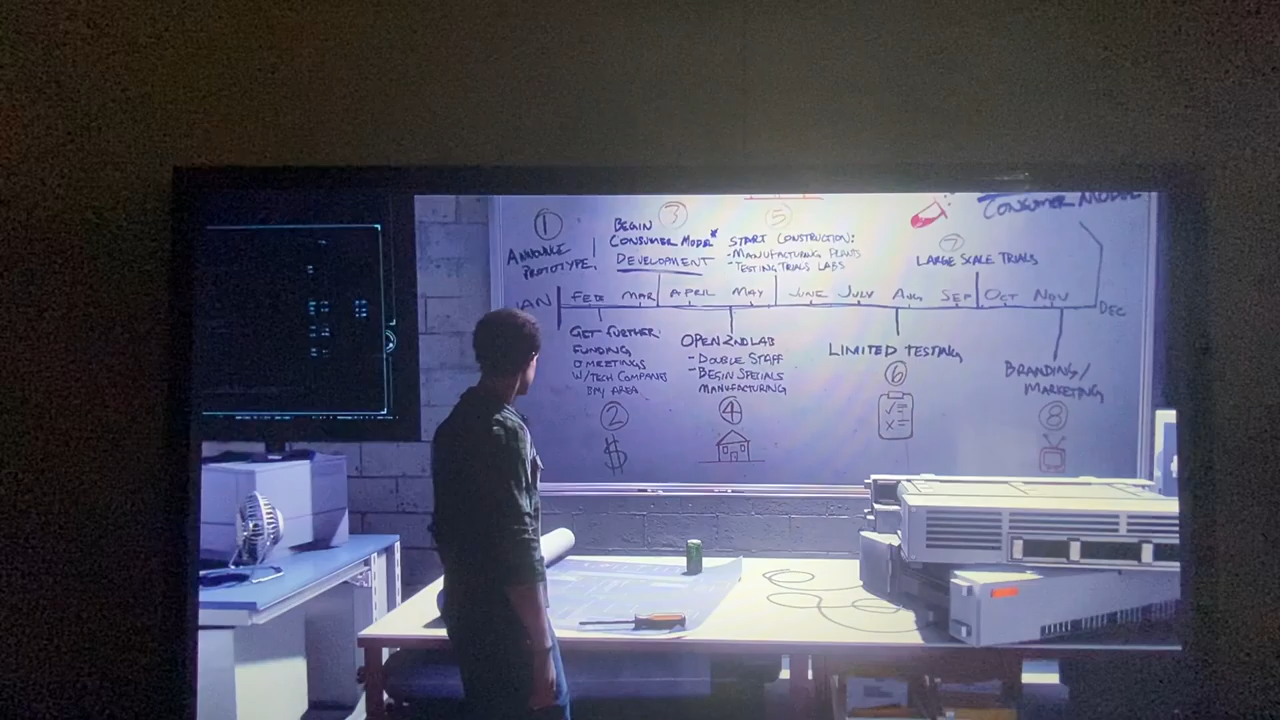 CONSUMER MODEL
1
ANNOUNCE
PROTOTYPE
3
BEGIN
CONSUMER MODEL*
DEVELOPMENT
5
START CONSTRUCTION:
- MANUFACTURING PLANTS
- TESTING TRIALS LABS
7
LARGE SCALE TRIALS
JAN FEB MAR APRIL MAY JUNE JULY AUG SEP OCT NOV DEC
GET FURTHER
FUNDING,
MEETINGS
W/TECH COMPANIES
BAY AREA
2
$
OPEN 2ND LAB
- DOUBLE STAFF
- BEGIN SPECIALS
MANUFACTURING
4
LIMITED TESTING
6
BRANDING/
MARKETING
8